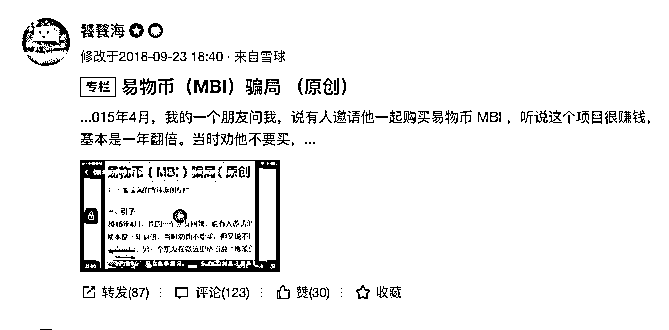 饕餮海
修改于2018-09-23 18:40 · 来自雪球
专栏 易物币（MBI）骗局 （原创）
...015年4月，我的一个朋友问我，说有人邀请他一起购买易物币 MBI ，听说这个项目很赚钱，
基本是一年翻倍。当时劝他不要买，...
易物币（MBI）骗局（原创
一、引子
转发(87) 评论(123) 赞(30) 收藏